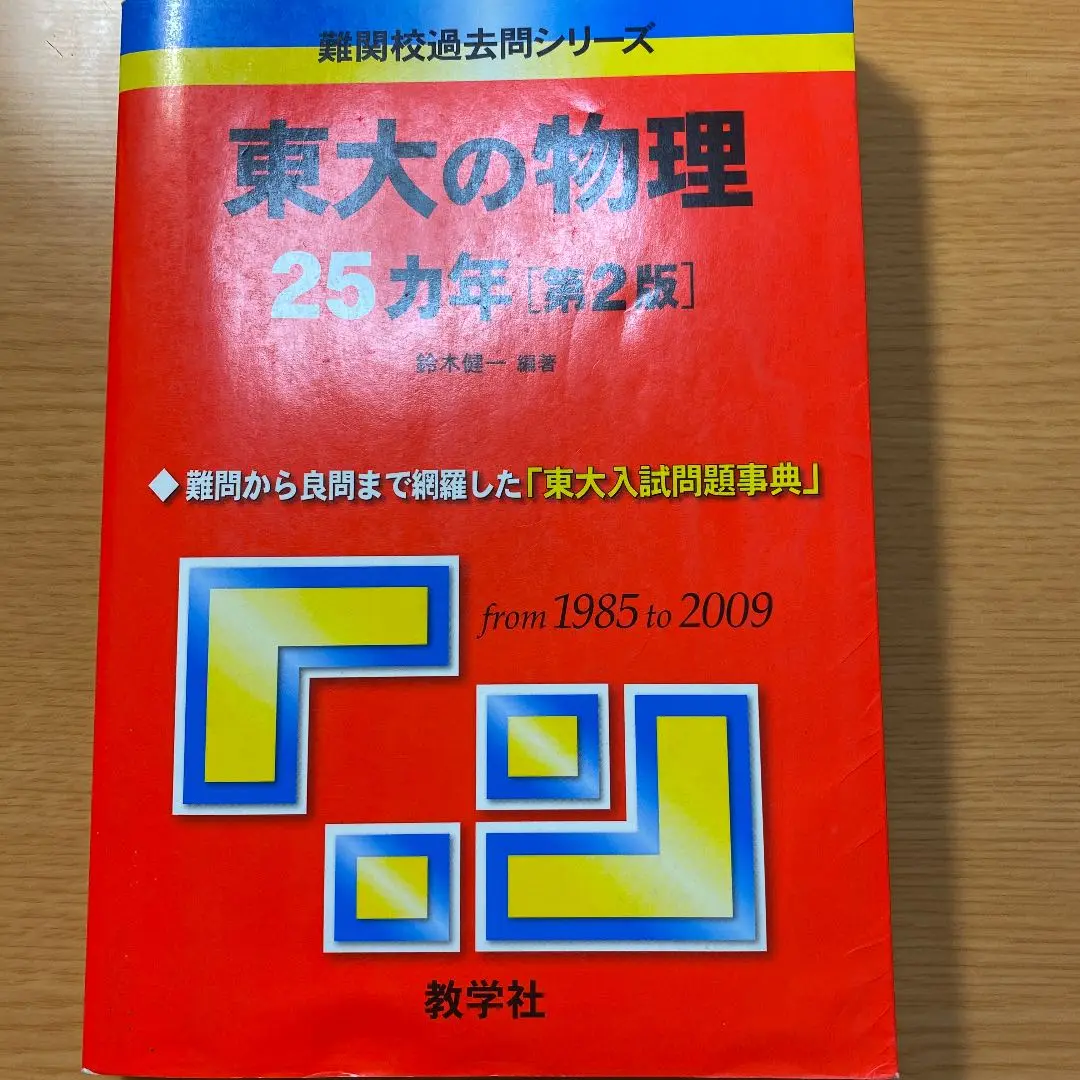 難関校過去問シリーズ
東大の物理
25カ年[第2版]
鈴木健一 編著
◆難問から良問まで網羅した「東大入試問題事典」
from 1985 to 2009
教学社